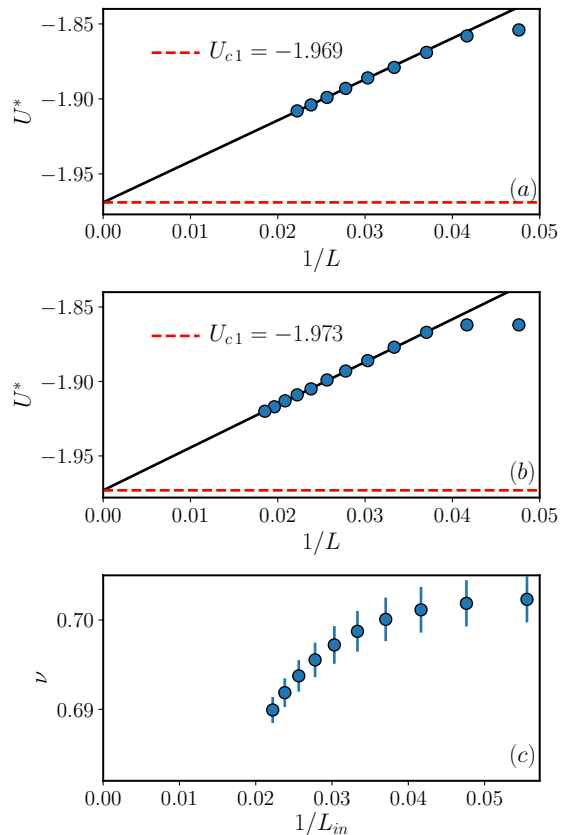 −1.85
−1.90
−1.95
U*
U_{c1} = −1.969
(a)
0.00 0.01 0.02 0.03 0.04 0.05
1/L
−1.85
−1.90
−1.95
U*
U_{c1} = −1.973
(b)
0.00 0.01 0.02 0.03 0.04 0.05
1/L
0.70
0.69
ν
(c)
0.00 0.01 0.02 0.03 0.04 0.05
1/L_{in}